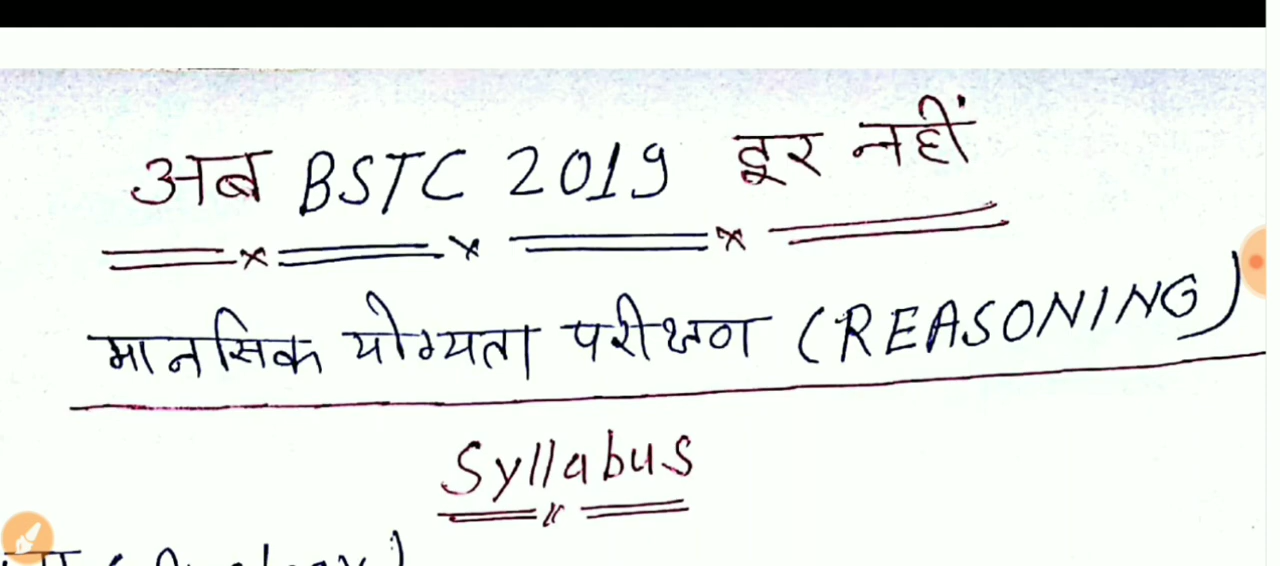 अब BSTC 2019 दूर नहीं
मानसिक योग्यता परीक्षण (REASONING)
Syllabus